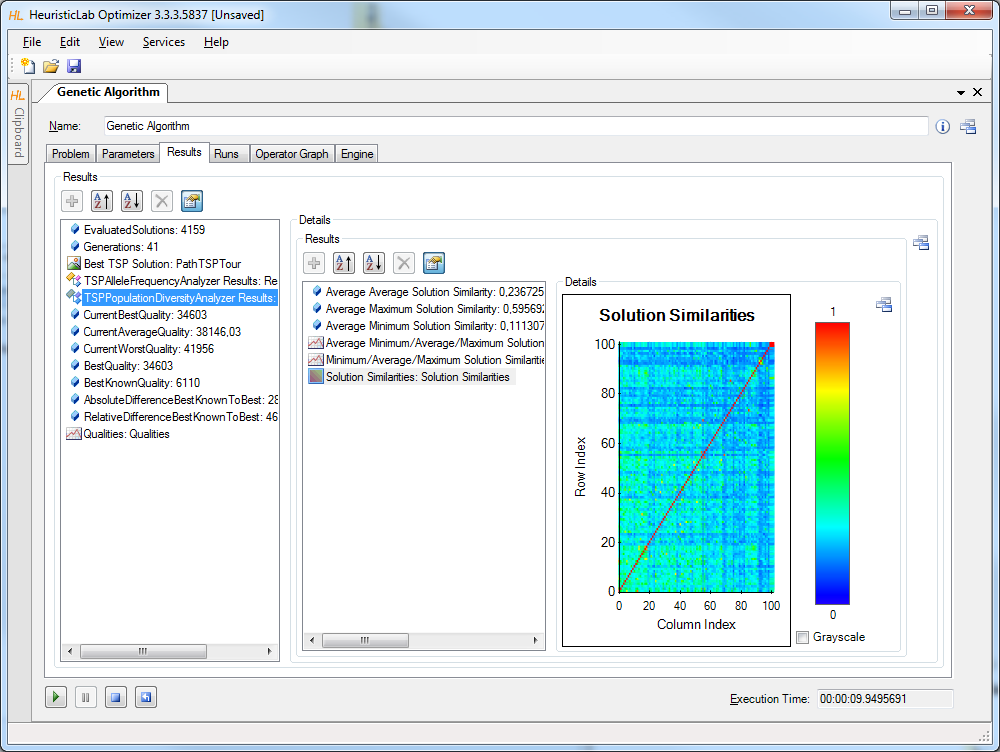 HL HeuristicLab Optimizer 3.3.3.5837 [Unsaved]
File Edit View Services Help
HL Clipboard
Genetic Algorithm
Name: Genetic Algorithm
Problem Parameters Results Runs Operator Graph Engine
Results
EvaluatedSolutions: 4159
Generations: 41
Best TSP Solution: PathTSPTour
TSPAlleleFrequencyAnalyzer Results: Re
TSPPopulationDiversityAnalyzer Results:
CurrentBestQuality: 34603
CurrentAverageQuality: 38146,03
CurrentWorstQuality: 41956
BestQuality: 34603
BestKnownQuality: 6110
AbsoluteDifferenceBestKnownToBest: 28
RelativeDifferenceBestKnownToBest: 46
Qualities: Qualities
Details
Results
Average Average Solution Similarity: 0,236725
Average Maximum Solution Similarity: 0,595692
Average Minimum Solution Similarity: 0,111307
Average Minimum/Average/Maximum Solution
Minimum/Average/Maximum Solution Similaritie
Solution Similarities: Solution Similarities
Details
Solution Similarities
100
80
60
40
20
0
Row Index
0 20 40 60 80 100
Column Index
1
0
Grayscale
Execution Time: 00:00:09.9495691